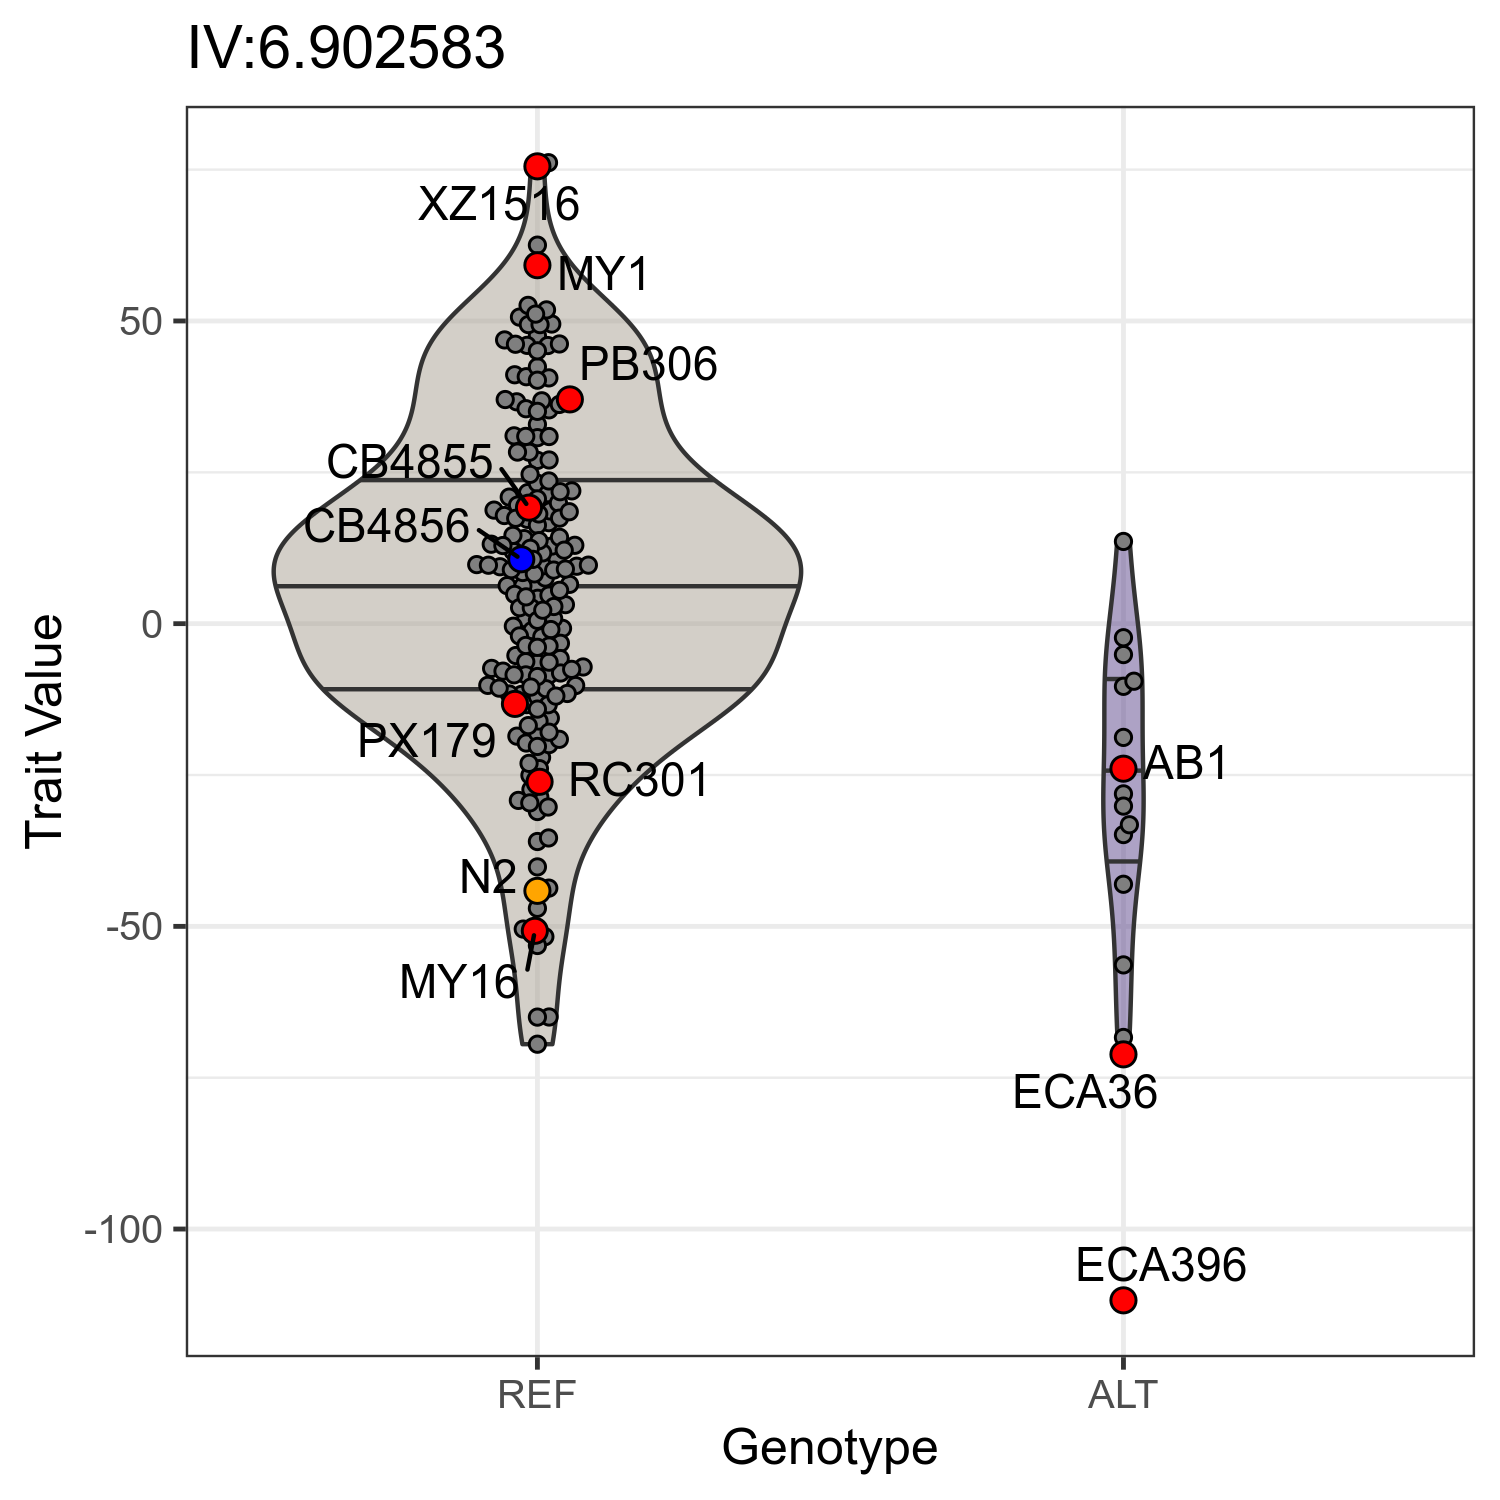 IV:6.902583
XZ1516
MY1
50
PB306
CB4855
CB4856
0
PX179
RC301
AB1
N2
-50
MY16
ECA36
-100
ECA396
Trait Value
REF
ALT
Genotype